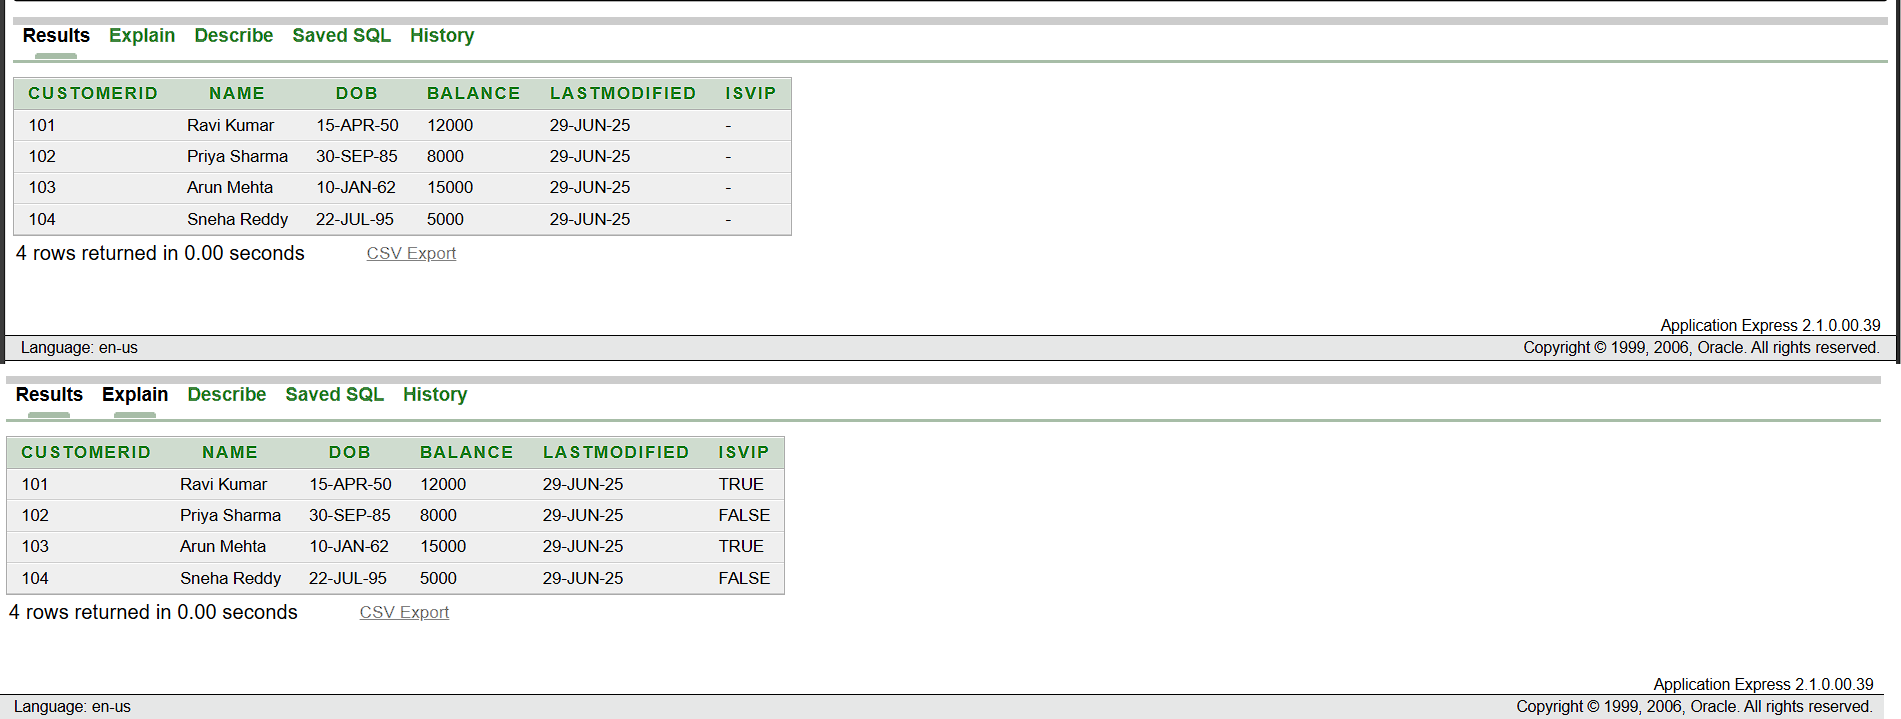 Results Explain Describe Saved SQL History
CUSTOMERID NAME DOB BALANCE LASTMODIFIED ISVIP
101 Ravi Kumar 15-APR-50 12000 29-JUN-25 -
102 Priya Sharma 30-SEP-85 8000 29-JUN-25 -
103 Arun Mehta 10-JAN-62 15000 29-JUN-25 -
104 Sneha Reddy 22-JUL-95 5000 29-JUN-25 -
4 rows returned in 0.00 seconds CSV Export
Application Express 2.1.0.00.39
Language: en-us Copyright © 1999, 2006, Oracle. All rights reserved.
Results Explain Describe Saved SQL History
CUSTOMERID NAME DOB BALANCE LASTMODIFIED ISVIP
101 Ravi Kumar 15-APR-50 12000 29-JUN-25 TRUE
102 Priya Sharma 30-SEP-85 8000 29-JUN-25 FALSE
103 Arun Mehta 10-JAN-62 15000 29-JUN-25 TRUE
104 Sneha Reddy 22-JUL-95 5000 29-JUN-25 FALSE
4 rows returned in 0.00 seconds CSV Export
Application Express 2.1.0.00.39
Language: en-us Copyright © 1999, 2006, Oracle. All rights reserved.